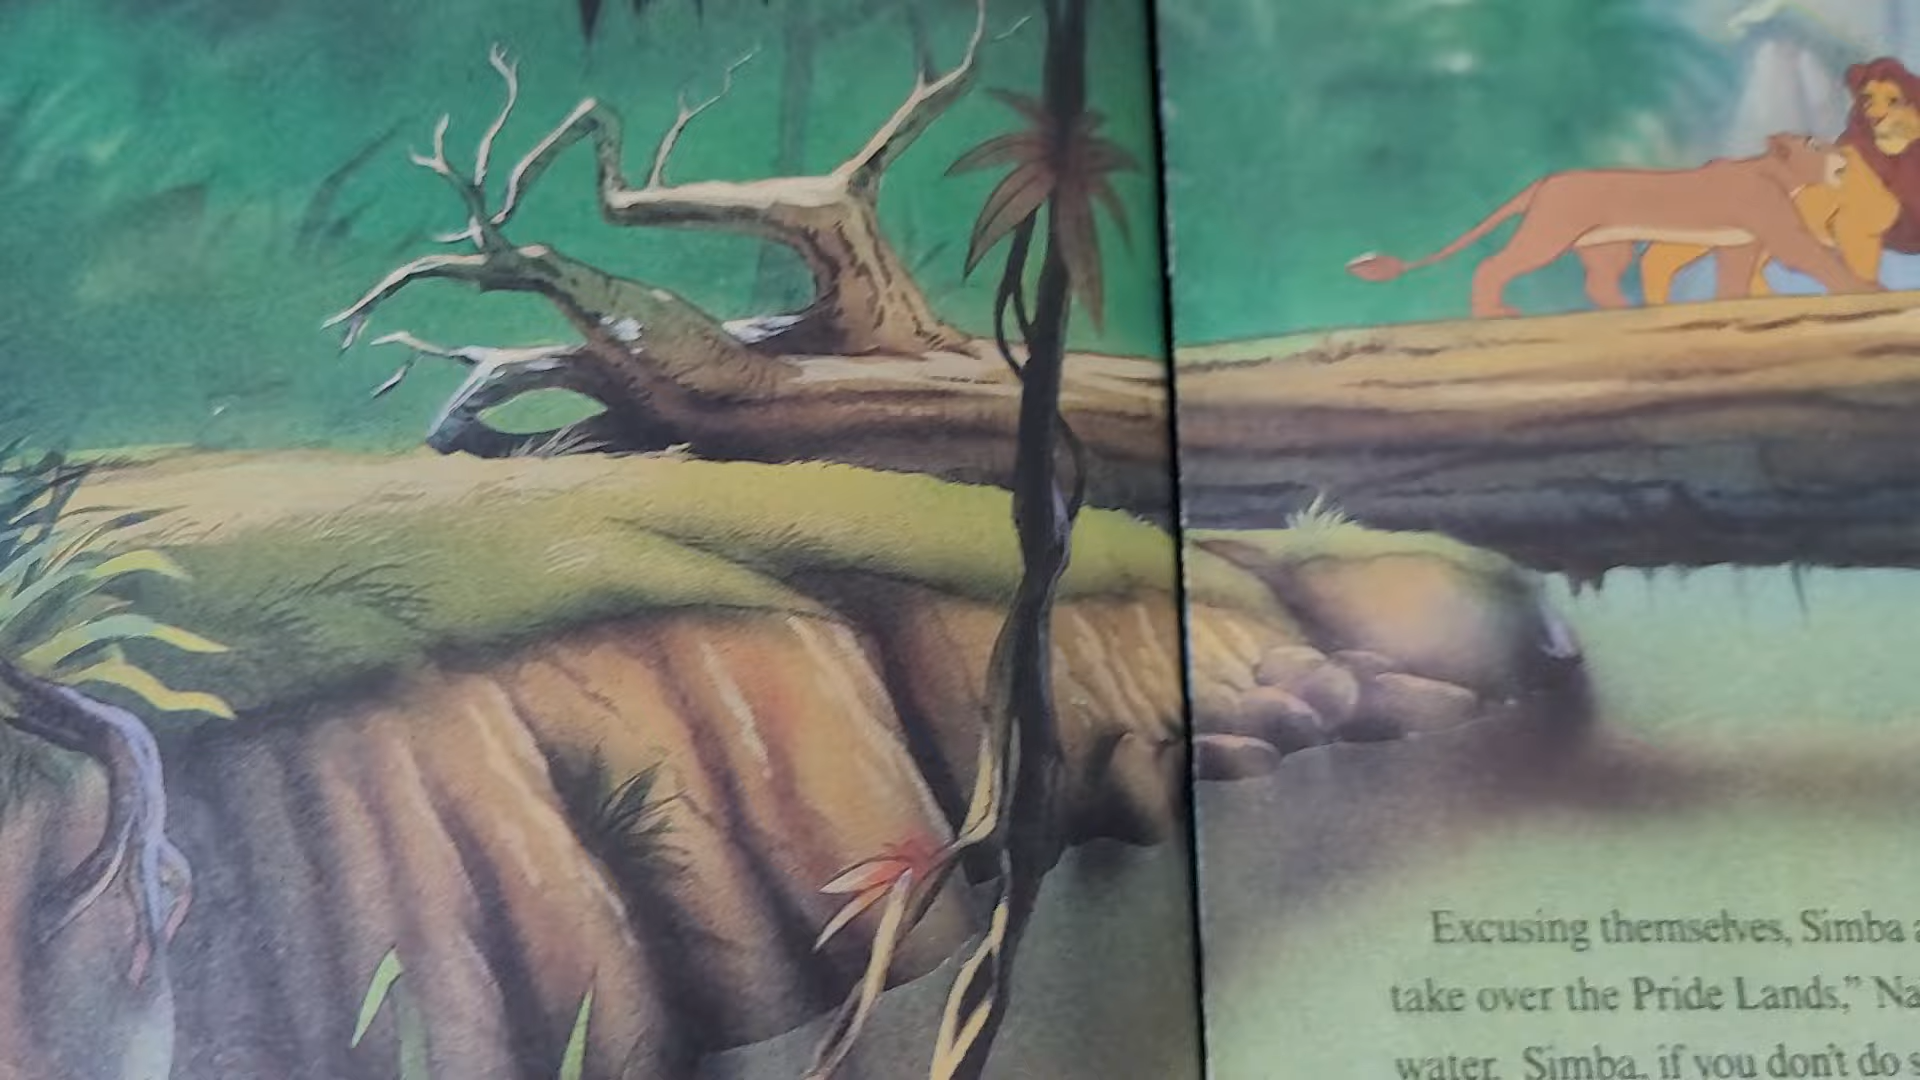 Excusing themselves, Simba
take over the Pride Lands,” Na
water. Simba, if you don't do s